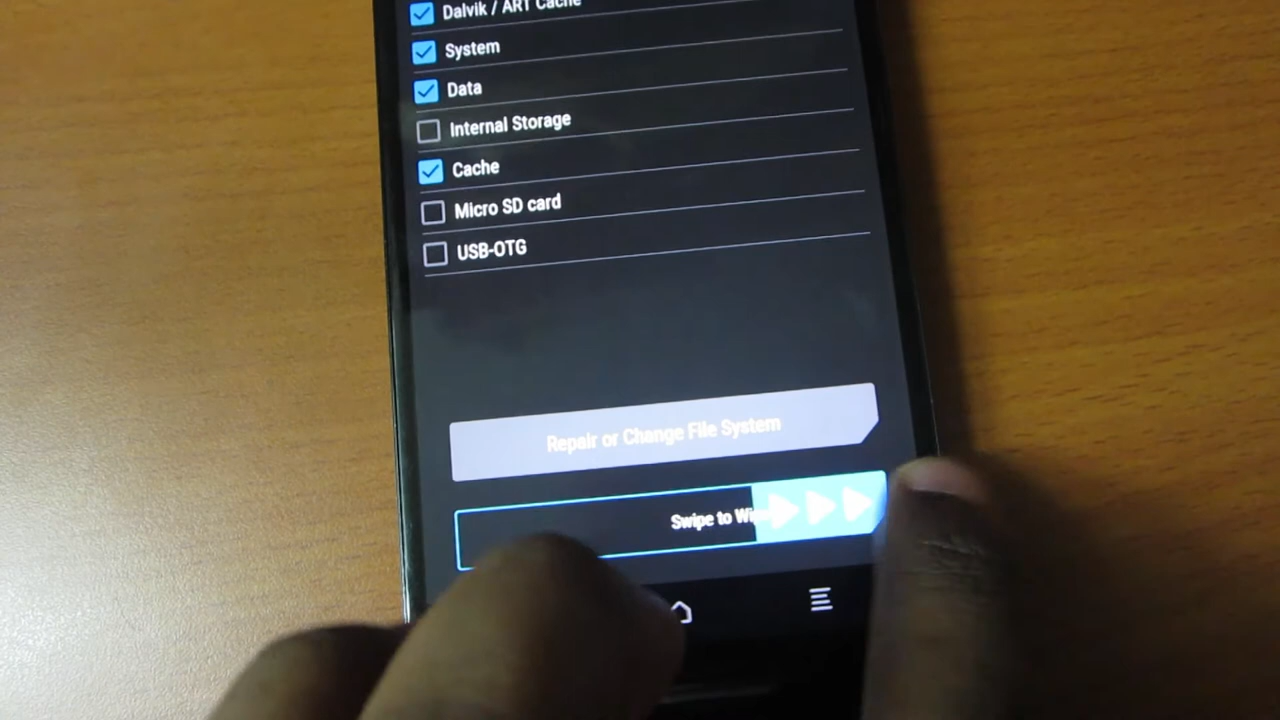 Dalvik / ART Cache
System
Data
Internal Storage
Cache
Micro SD card
USB-OTG
Repair or Change File System
Swipe to Wipe